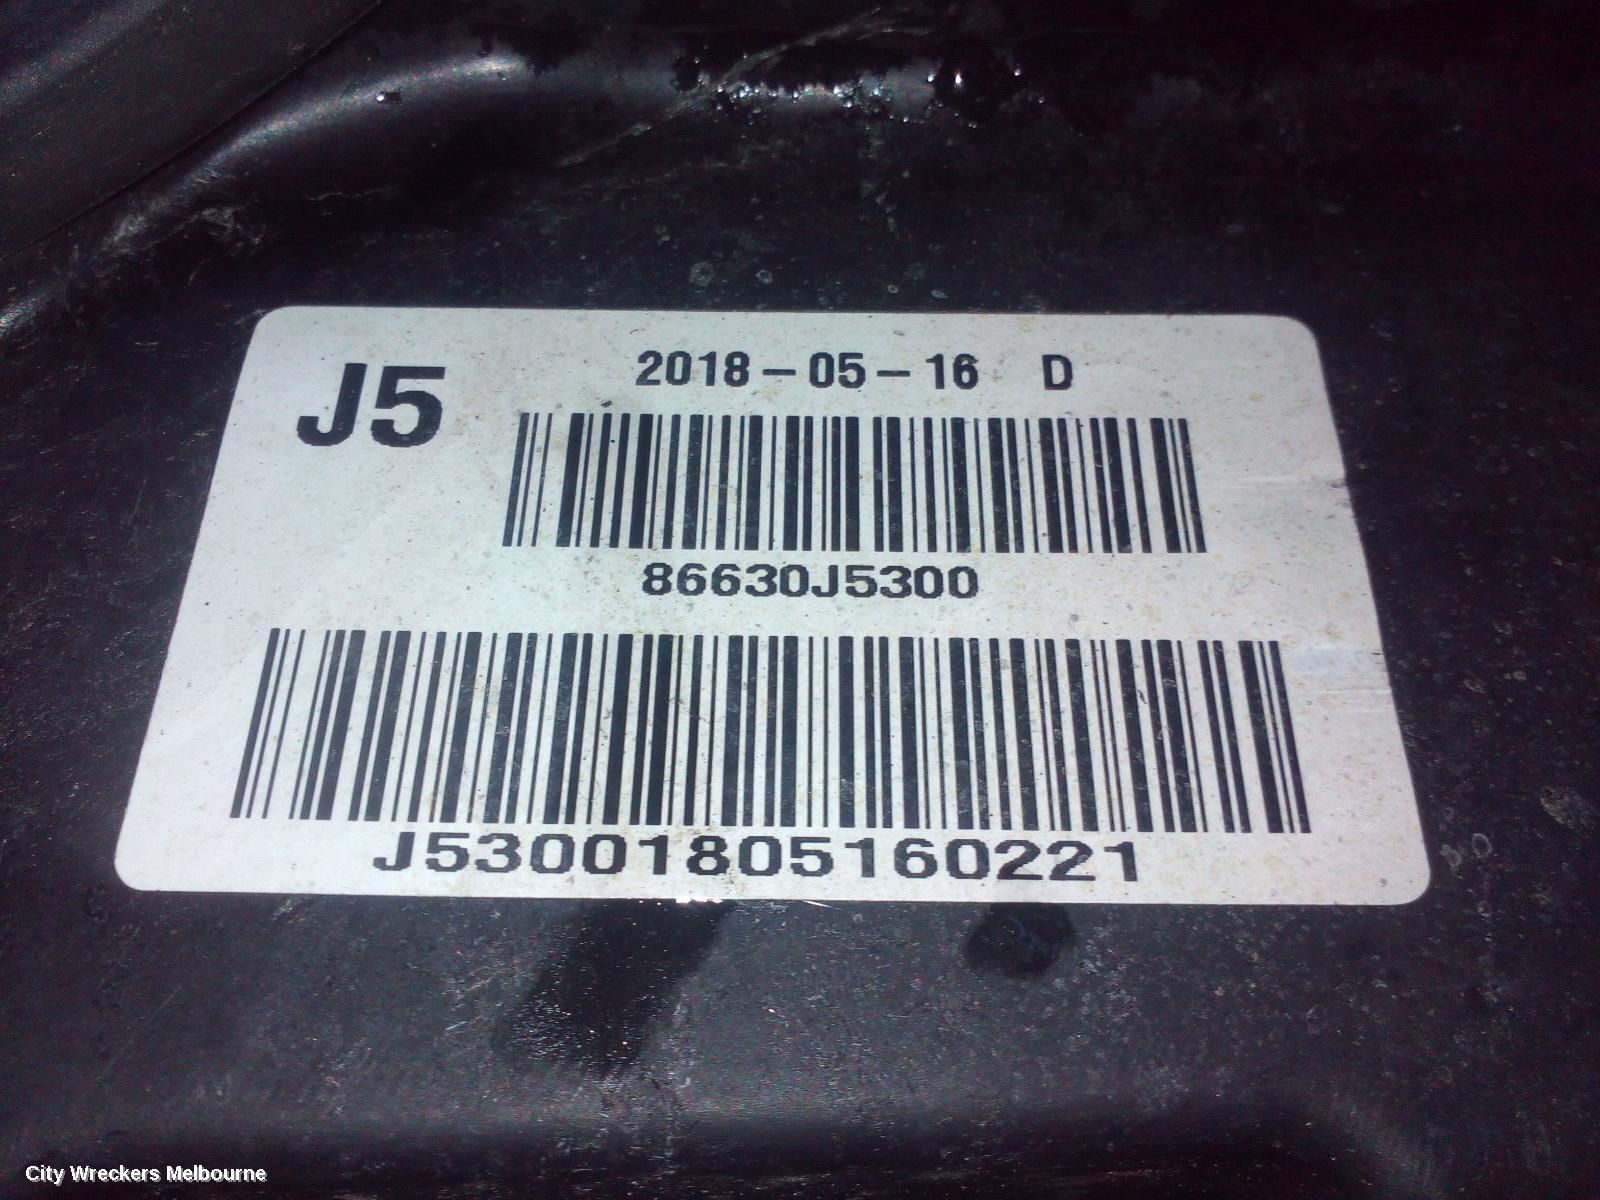 J5
2018-05-16 D
86630J5300
J53001805160221
City Wreckers Melbourne